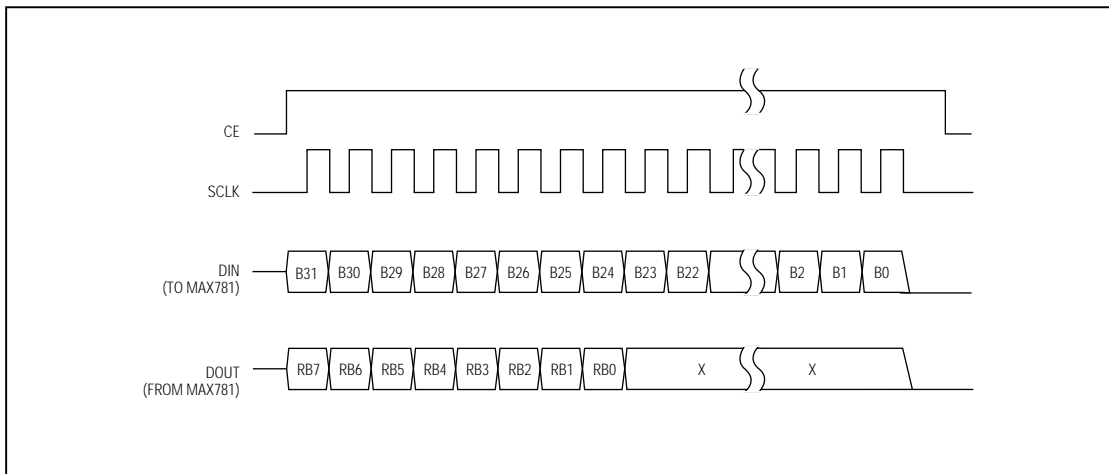 CE
SCLK
DIN
(TO MAX781)
B31 B30 B29 B28 B27 B26 B25 B24 B23 B22 B2 B1 B0
DOUT
(FROM MAX781)
RB7 RB6 RB5 RB4 RB3 RB2 RB1 RB0 X X